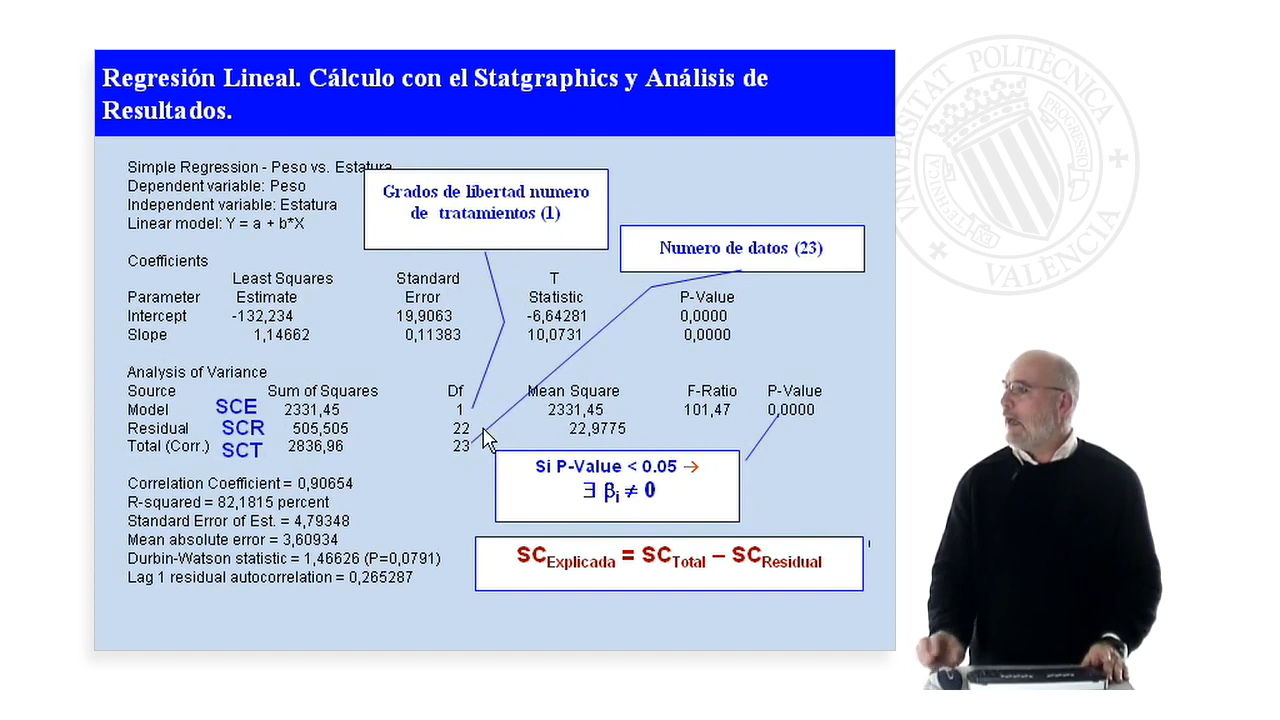 Regresión Lineal. Cálculo con el Statgraphics y Análisis de
Resultados.
Simple Regression - Peso vs. Estatura
Dependent variable: Peso
Independent variable: Estatura
Linear model: Y = a + b*X
Grados de libertad numero
de tratamientos (1)
Numero de datos (23)
Coefficients
Least Squares Standard T
Parameter Estimate Error Statistic P-Value
Intercept -132,234 19,9063 -6,64281 0,0000
Slope 1,14662 0,11383 10,0731 0,0000
Analysis of Variance
Source Sum of Squares Df Mean Square F-Ratio P-Value
Model SCE 2331,45 1 2331,45 101,47 0,0000
Residual SCR 505,505 22 22,9775
Total (Corr.) SCT 2836,96 23
Si P-Value < 0.05 →
∃ βi ≠ 0
Correlation Coefficient = 0,90654
R-squared = 82,1815 percent
Standard Error of Est. = 4,79348
Mean absolute error = 3,60934
Durbin-Watson statistic = 1,46626 (P=0,0791)
Lag 1 residual autocorrelation = 0,265287
SCExplicada = SCTotal – SCResidual
UNIVERSITAT POLITÈCNICA
VALÈNCIA